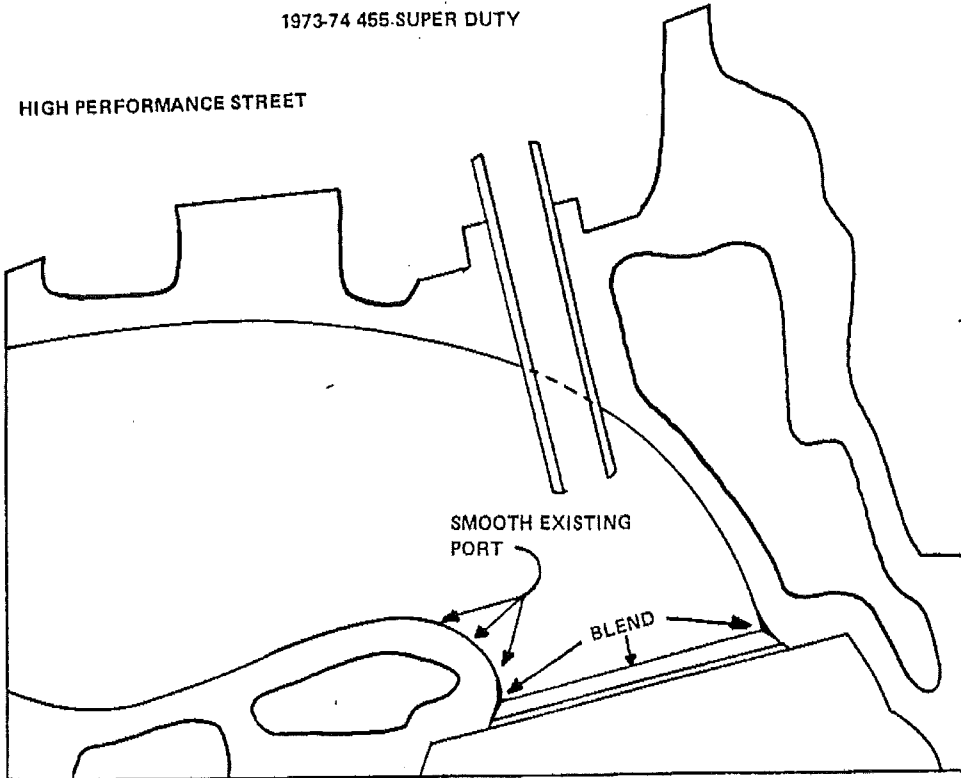 1973-74 455 SUPER DUTY
HIGH PERFORMANCE STREET
SMOOTH EXISTING
PORT
BLEND